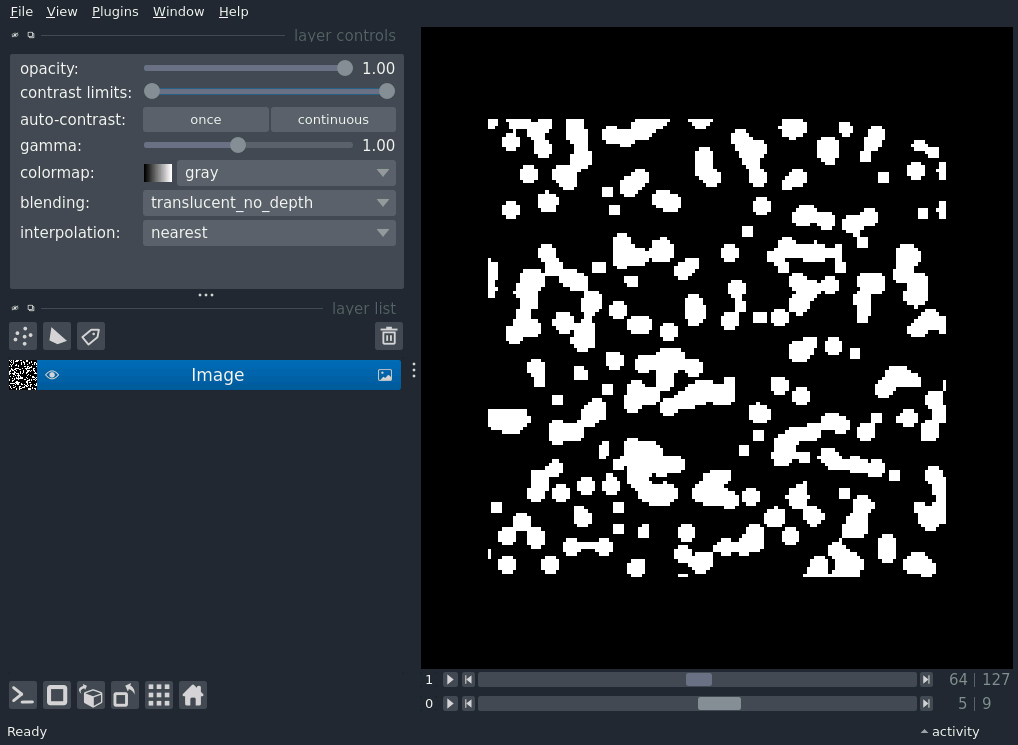 File View Plugins Window Help
layer controls
opacity: 1.00
contrast limits:
auto-contrast: once continuous
gamma: 1.00
colormap: gray
blending: translucent_no_depth
interpolation: nearest
layer list
Image
1 64 | 127
0 5 | 9
Ready activity